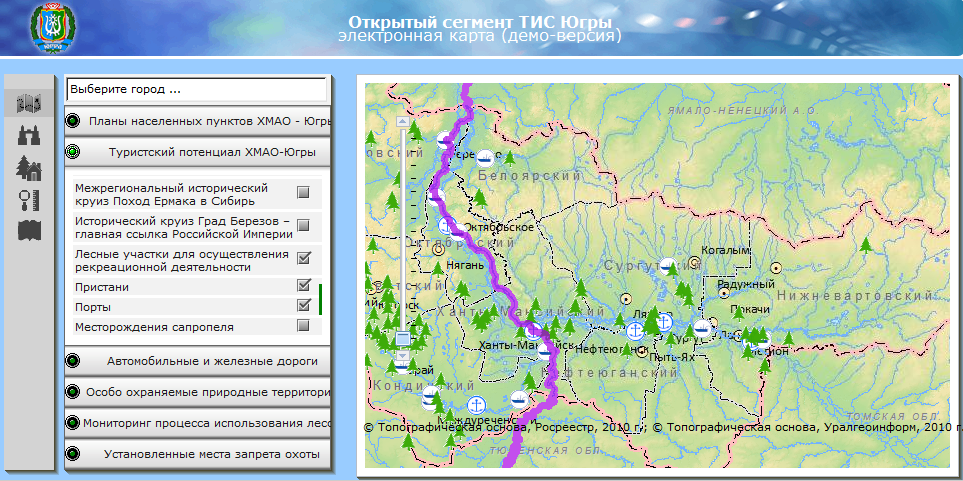 Открытый сегмент ТИС Югры
электронная карта (демо-версия)
Выберите город ...
Планы населенных пунктов ХМАО - Югры
Туристский потенциал ХМАО-Югры
Межрегиональный исторический
круиз Поход Ермака в Сибирь
Исторический круиз Град Березов –
главная ссылка Российской Империи
Лесные участки для осуществления
рекреационной деятельности
Пристани
Порты
Месторождения сапропеля
Автомобильные и железные дороги
Особо охраняемые природные территори
Мониторинг процесса использования лесо
Установленые места запрета охоты
ЯМАЛО-НЕНЕЦКИЙ А.О.
Белоярский
Октябрьское
Октябрьский
Когалым
Нягань
Сургутский
Радужный
Нижневартовский
Покачи
Ханты-Мансийский
Ханты-Мансийск
Нефтеюганск
Пыть-Ях
Нефтеюганский
Кондинский
Междуреченский
ТОМСКАЯ ОБЛ
© Топографическая основа, Росреестр, 2010 г.; © Топографическая основа, Уралгеоинформ, 2010 г
ТЮМЕНСКАЯ ОБЛ